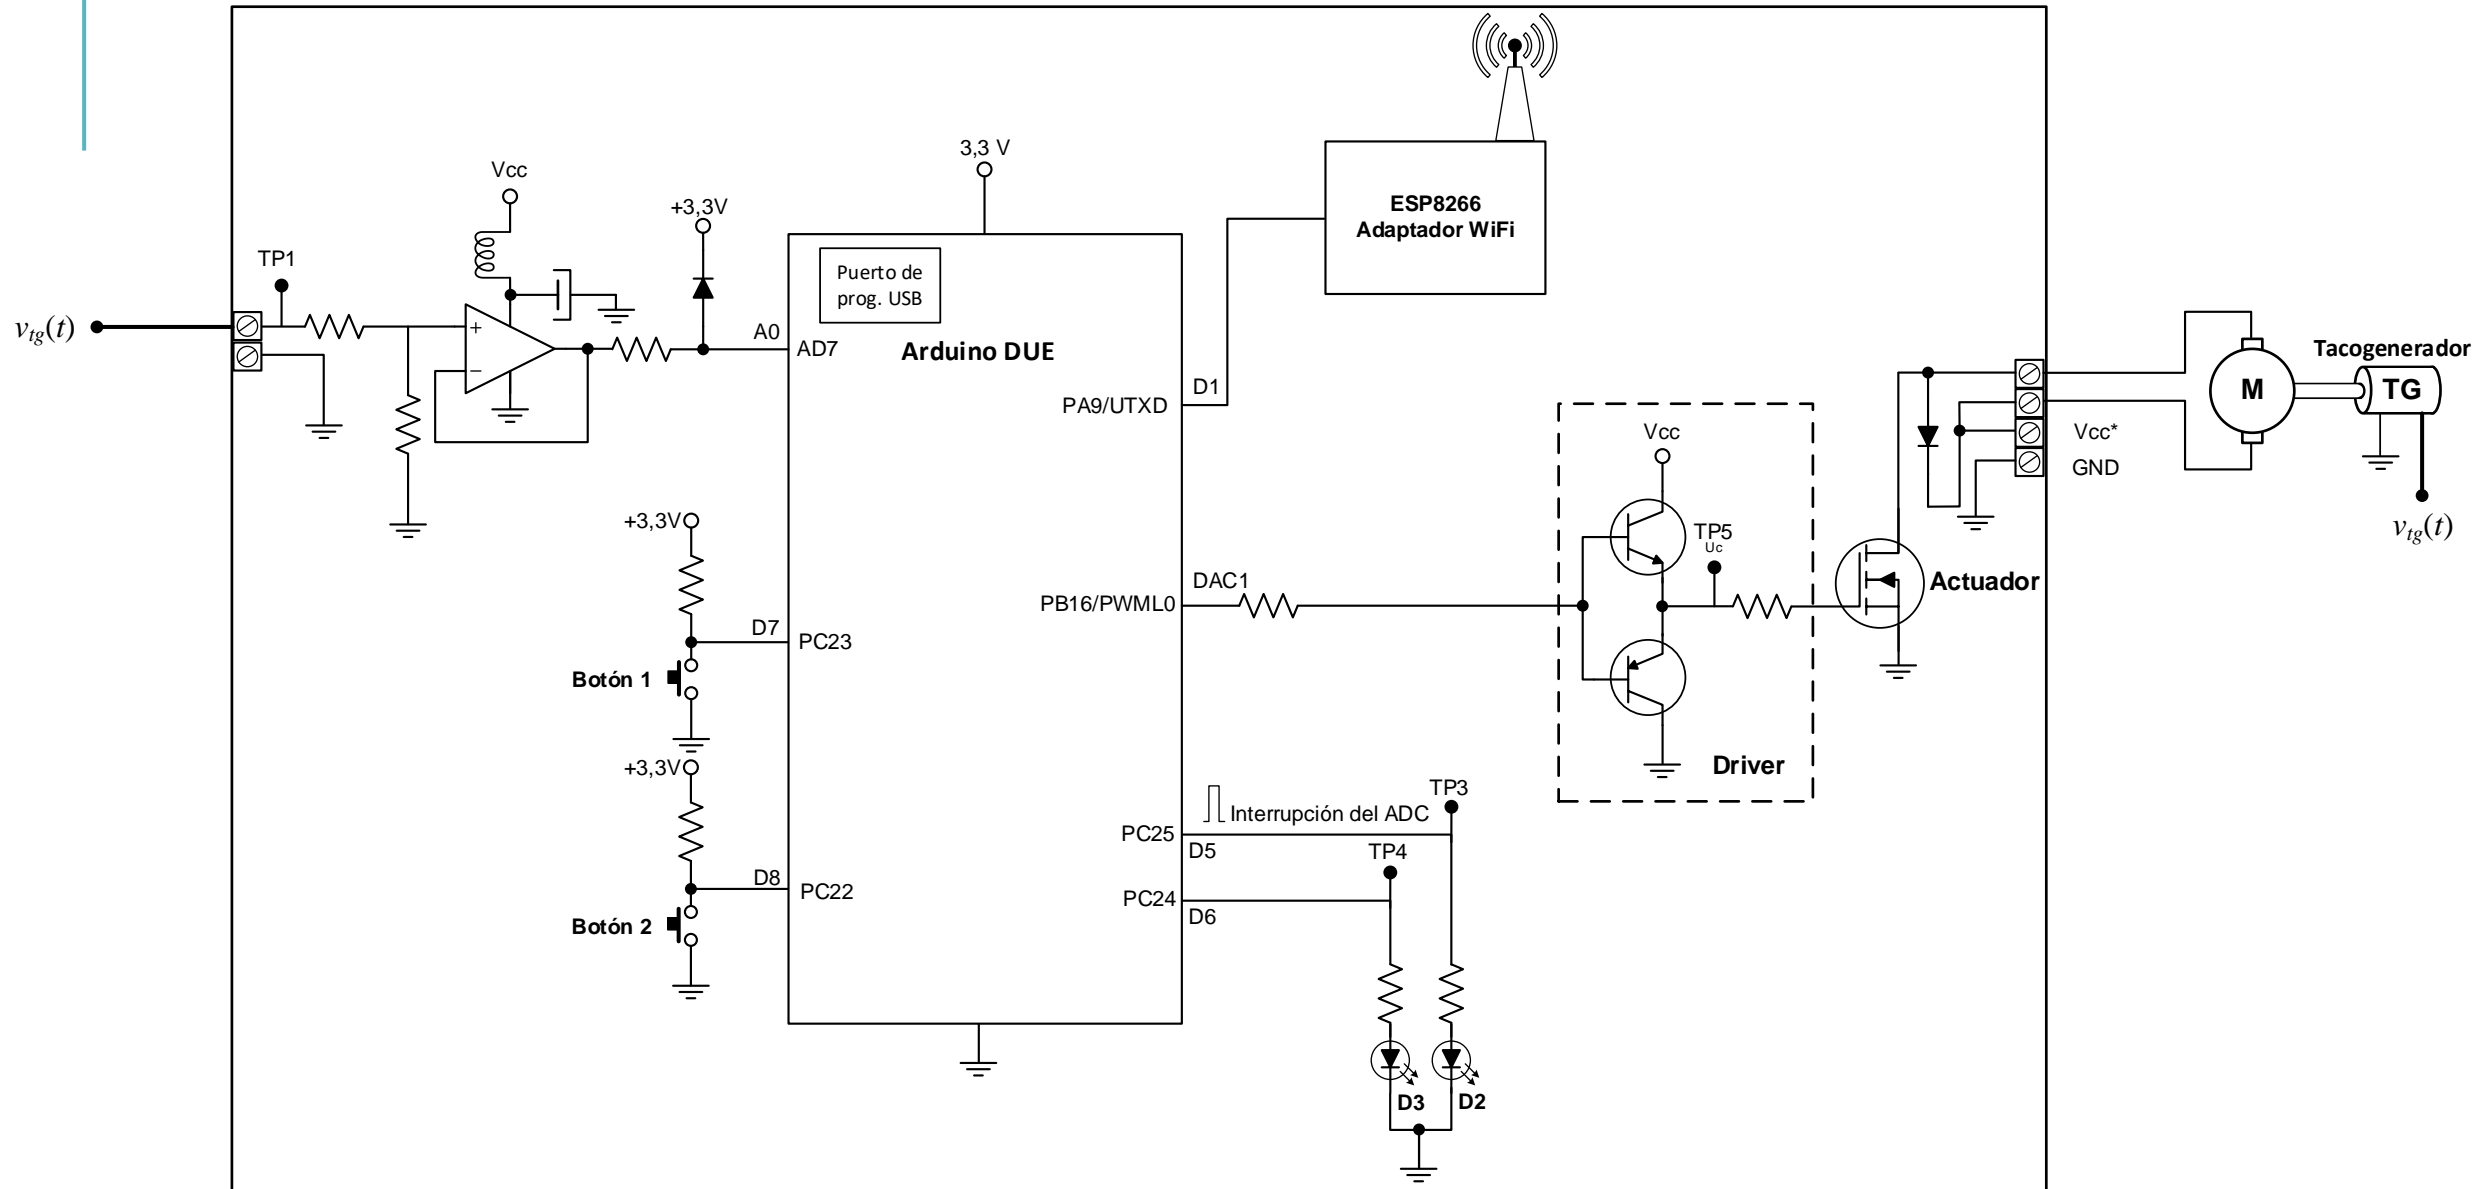 3,3 V
Vcc
ESP8266
Adaptador WiFi
+3,3V
TP1
Puerto de
prog. USB
v_tg(t)
+
−
A0
AD7
Arduino DUE
D1
PA9/UTXD
Tacogenerador
M
TG
Vcc*
GND
Vcc
+3,3V
TP5
Uc
v_tg(t)
DAC1
PB16/PWML0
Actuador
D7
PC23
Botón 1
+3,3V
Driver
TP3
Interrupción del ADC
PC25
D5
TP4
D8
PC22
PC24
D6
Botón 2
D3
D2